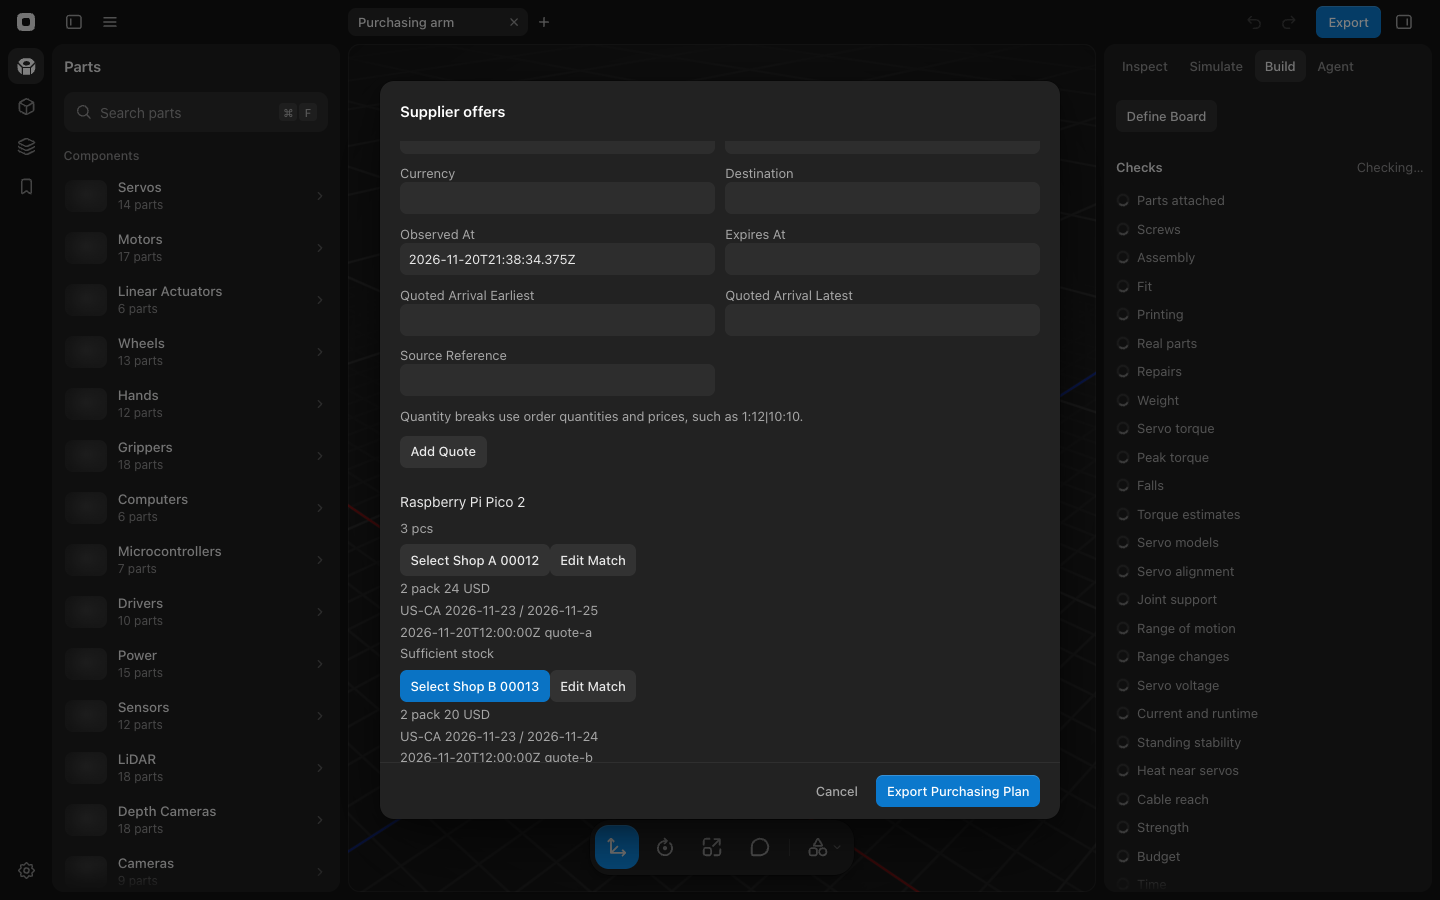 Purchasing arm
Export
Parts
Search parts
⌘ F
Components
Servos
14 parts
Motors
17 parts
Linear Actuators
6 parts
Wheels
13 parts
Hands
12 parts
Grippers
18 parts
Computers
6 parts
Microcontrollers
7 parts
Drivers
10 parts
Power
15 parts
Sensors
12 parts
LiDAR
18 parts
Depth Cameras
18 parts
Cameras
9 parts
Supplier offers
Currency
Destination
Observed At
Expires At
2026-11-20T21:38:34.375Z
Quoted Arrival Earliest
Quoted Arrival Latest
Source Reference
Quantity breaks use order quantities and prices, such as 1:12|10:10.
Add Quote
Raspberry Pi Pico 2
3 pcs
Select Shop A 00012
Edit Match
2 pack 24 USD
US-CA 2026-11-23 / 2026-11-25
2026-11-20T12:00:00Z quote-a
Sufficient stock
Select Shop B 00013
Edit Match
2 pack 20 USD
US-CA 2026-11-23 / 2026-11-24
2026-11-20T12:00:00Z quote-b
Cancel
Export Purchasing Plan
Inspect
Simulate
Build
Agent
Define Board
Checks
Checking...
Parts attached
Screws
Assembly
Fit
Printing
Real parts
Repairs
Weight
Servo torque
Peak torque
Falls
Torque estimates
Servo models
Servo alignment
Joint support
Range of motion
Range changes
Servo voltage
Current and runtime
Standing stability
Heat near servos
Cable reach
Strength
Budget
Time